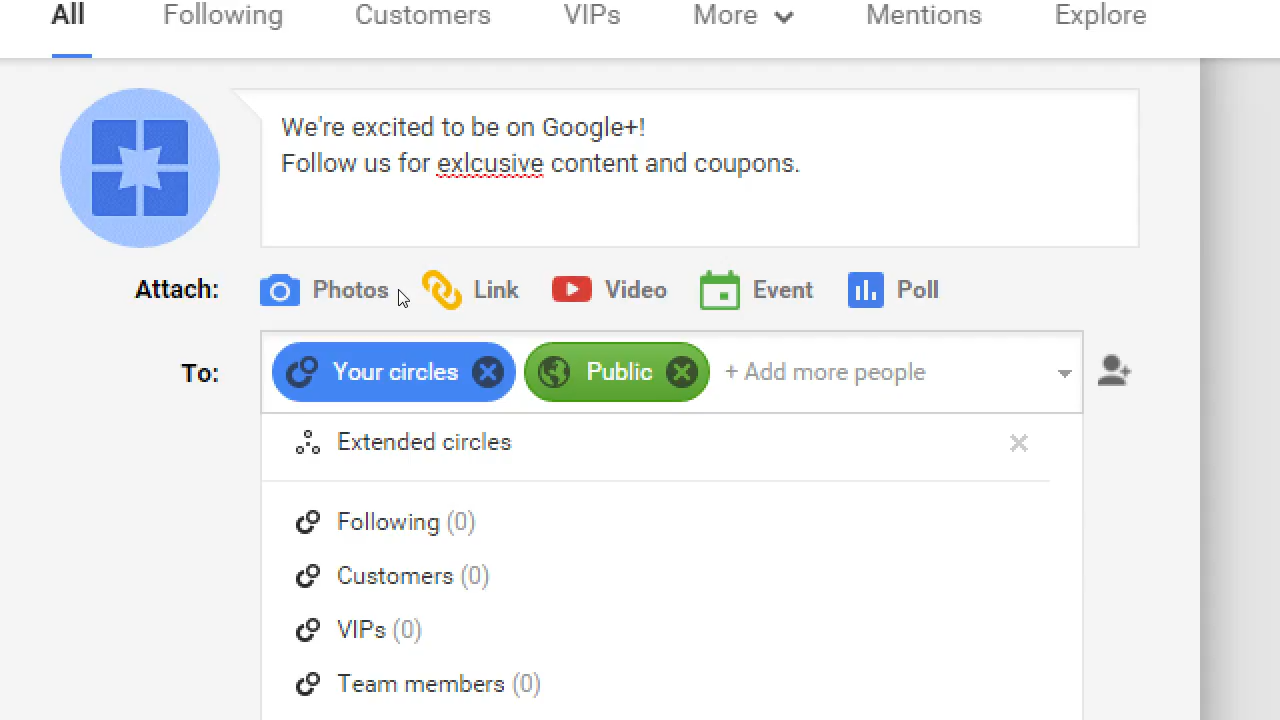 All Following Customers VIPs More Mentions Explore
We're excited to be on Google+!
Follow us for exlcusive content and coupons.
Attach: Photos Link Video Event Poll
To: Your circles Public + Add more people
Extended circles
Following (0)
Customers (0)
VIPs (0)
Team members (0)